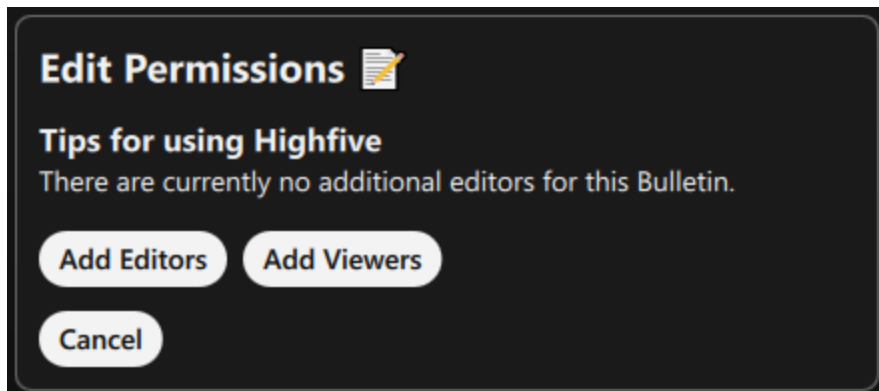 Edit Permissions 📝
Tips for using Highfive
There are currently no additional editors for this Bulletin.
Add Editors
Add Viewers
Cancel